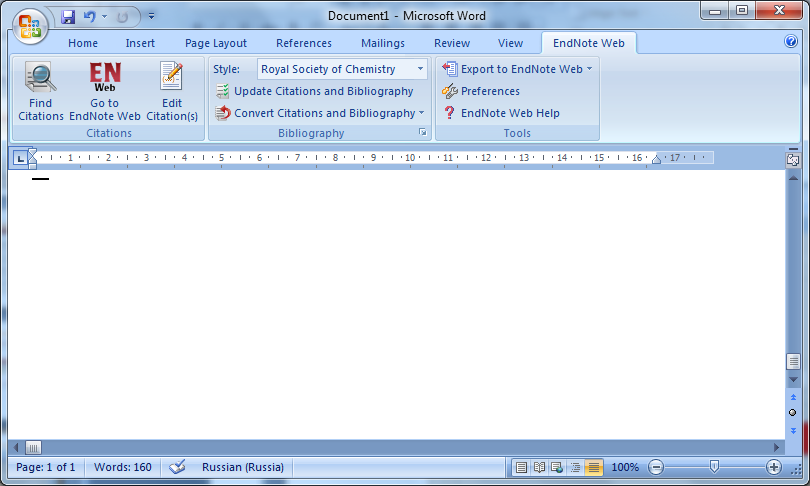 Document1 - Microsoft Word
Home Insert Page Layout References Mailings Review View EndNote Web
EN
Web
Find
Citations
Go to
EndNote Web
Edit
Citation(s)
Citations
Style: Royal Society of Chemistry
Update Citations and Bibliography
Convert Citations and Bibliography
Bibliography
Export to EndNote Web
Preferences
? EndNote Web Help
Tools
L 1 2 3 4 5 6 7 8 9 10 11 12 13 14 15 16 17
Page: 1 of 1 Words: 160 Russian (Russia) 100%